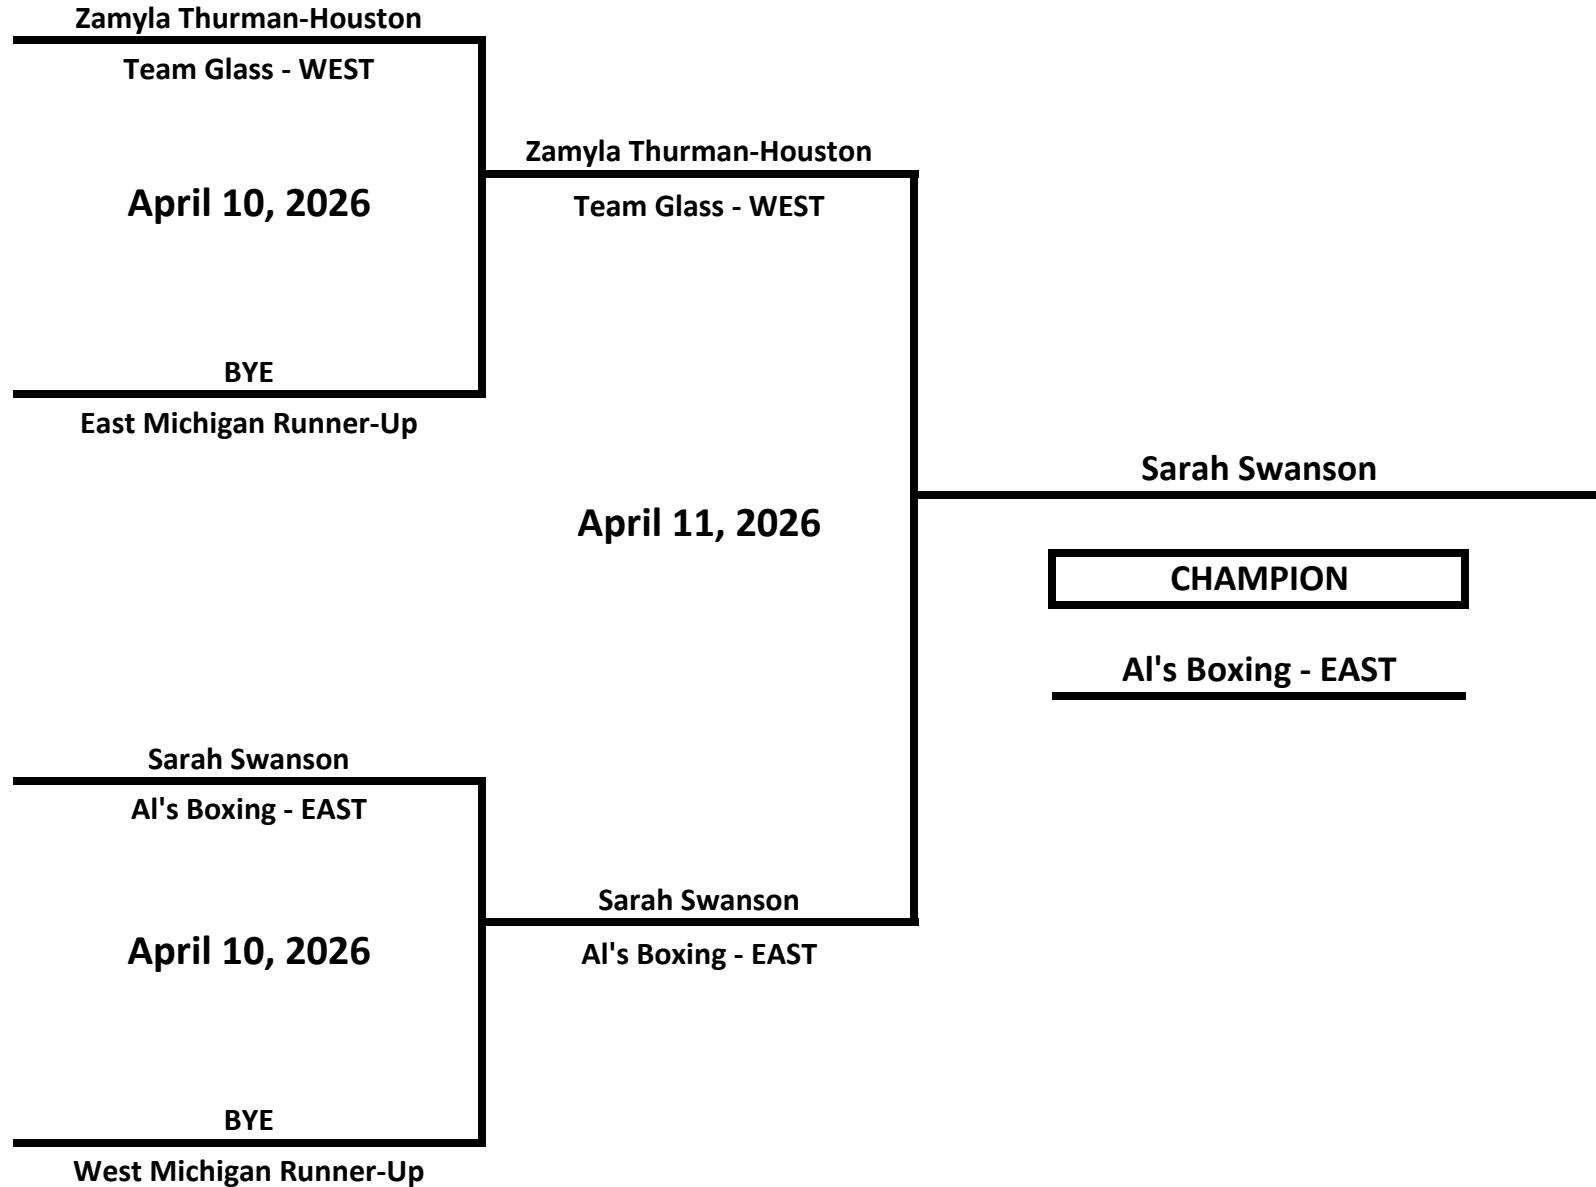 Zamyla Thurman-Houston
Team Glass - WEST
Zamyla Thurman-Houston
April 10, 2026
Team Glass - WEST
BYE
East Michigan Runner-Up
Sarah Swanson
April 11, 2026
CHAMPION
Al's Boxing - EAST
Sarah Swanson
Al's Boxing - EAST
Sarah Swanson
April 10, 2026
Al's Boxing - EAST
BYE
West Michigan Runner-Up